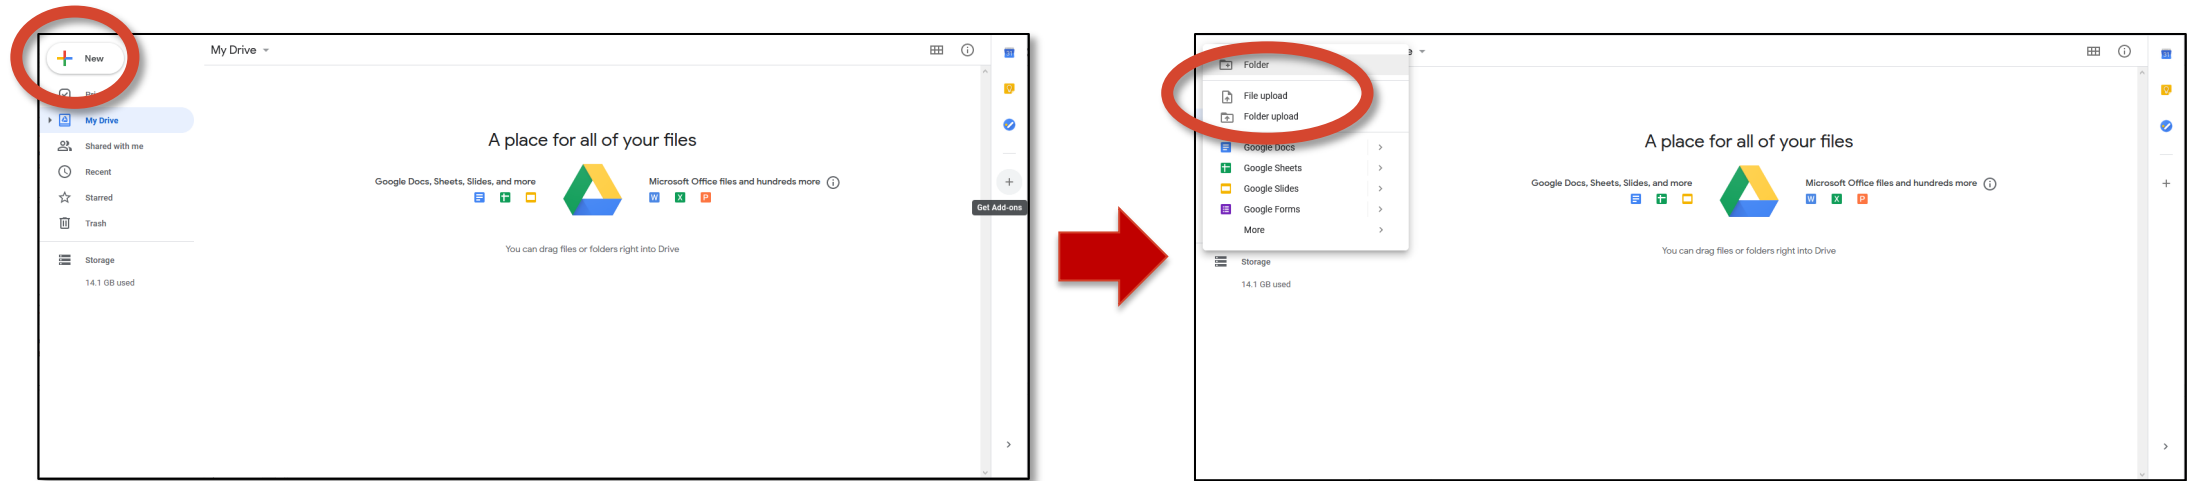 New
My Drive
My Drive
Shared with me
Recent
Starred
Trash
Storage
14.1 GB used
A place for all of your files
Google Docs, Sheets, Slides, and more
Microsoft Office files and hundreds more
W X P
You can drag files or folders right into Drive
31
Get Add-ons
Folder
File upload
Folder upload
Google Docs
Google Sheets
Google Slides
Google Forms
More
Storage
14.1 GB used
A place for all of your files
Google Docs, Sheets, Slides, and more
Microsoft Office files and hundreds more
W X P
You can drag files or folders right into Drive
31